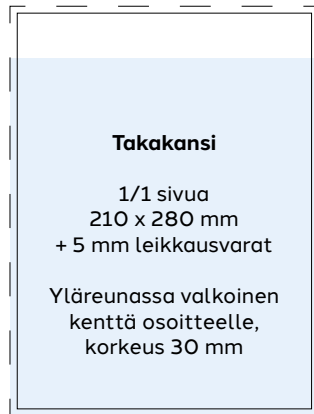 Takakansi
1/1 sivua
210 x 280 mm
+ 5 mm leikkausvarat
Yläreunassa valkoinen
kenttä osoitteelle,
korkeus 30 mm